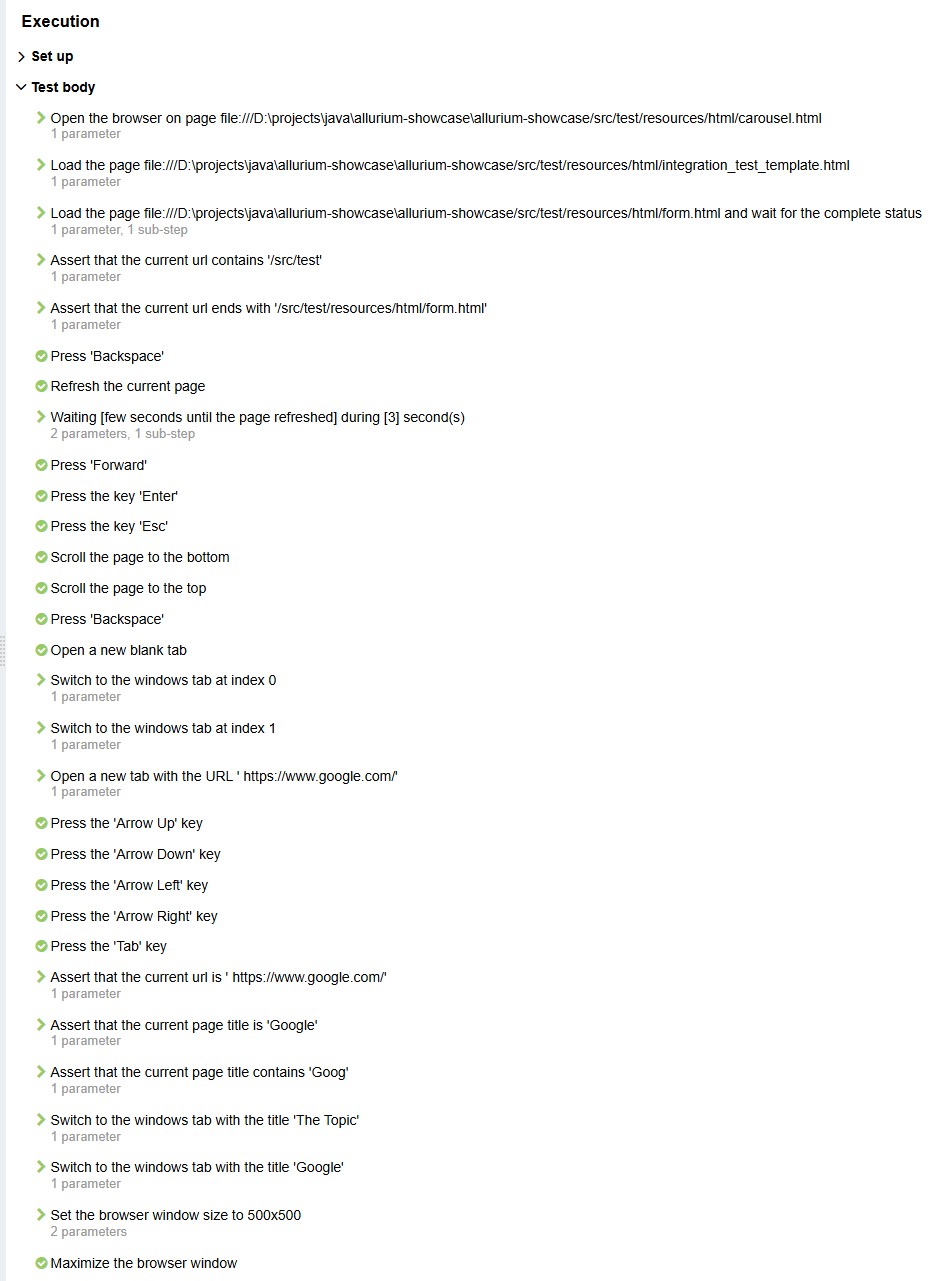 Execution
Set up
Test body
Open the browser on page file:///D:\projects\java\allurium-showcase\allurium-showcase/src/test/resources/html/carousel.html
1 parameter
Load the page file:///D:\projects\java\allurium-showcase\allurium-showcase/src/test/resources/html/integration_test_template.html
1 parameter
Load the page file:///D:\projects\java\allurium-showcase\allurium-showcase/src/test/resources/html/form.html and wait for the complete status
1 parameter, 1 sub-step
Assert that the current url contains '/src/test'
1 parameter
Assert that the current url ends with '/src/test/resources/html/form.html'
1 parameter
Press 'Backspace'
Refresh the current page
Waiting [few seconds until the page refreshed] during [3] second(s)
2 parameters, 1 sub-step
Press 'Forward'
Press the key 'Enter'
Press the key 'Esc'
Scroll the page to the bottom
Scroll the page to the top
Press 'Backspace'
Open a new blank tab
Switch to the windows tab at index 0
1 parameter
Switch to the windows tab at index 1
1 parameter
Open a new tab with the URL ' https://www.google.com/'
1 parameter
Press the 'Arrow Up' key
Press the 'Arrow Down' key
Press the 'Arrow Left' key
Press the 'Arrow Right' key
Press the 'Tab' key
Assert that the current url is ' https://www.google.com/'
1 parameter
Assert that the current page title is 'Google'
1 parameter
Assert that the current page title contains 'Goog'
1 parameter
Switch to the windows tab with the title 'The Topic'
1 parameter
Switch to the windows tab with the title 'Google'
1 parameter
Set the browser window size to 500x500
2 parameters
Maximize the browser window